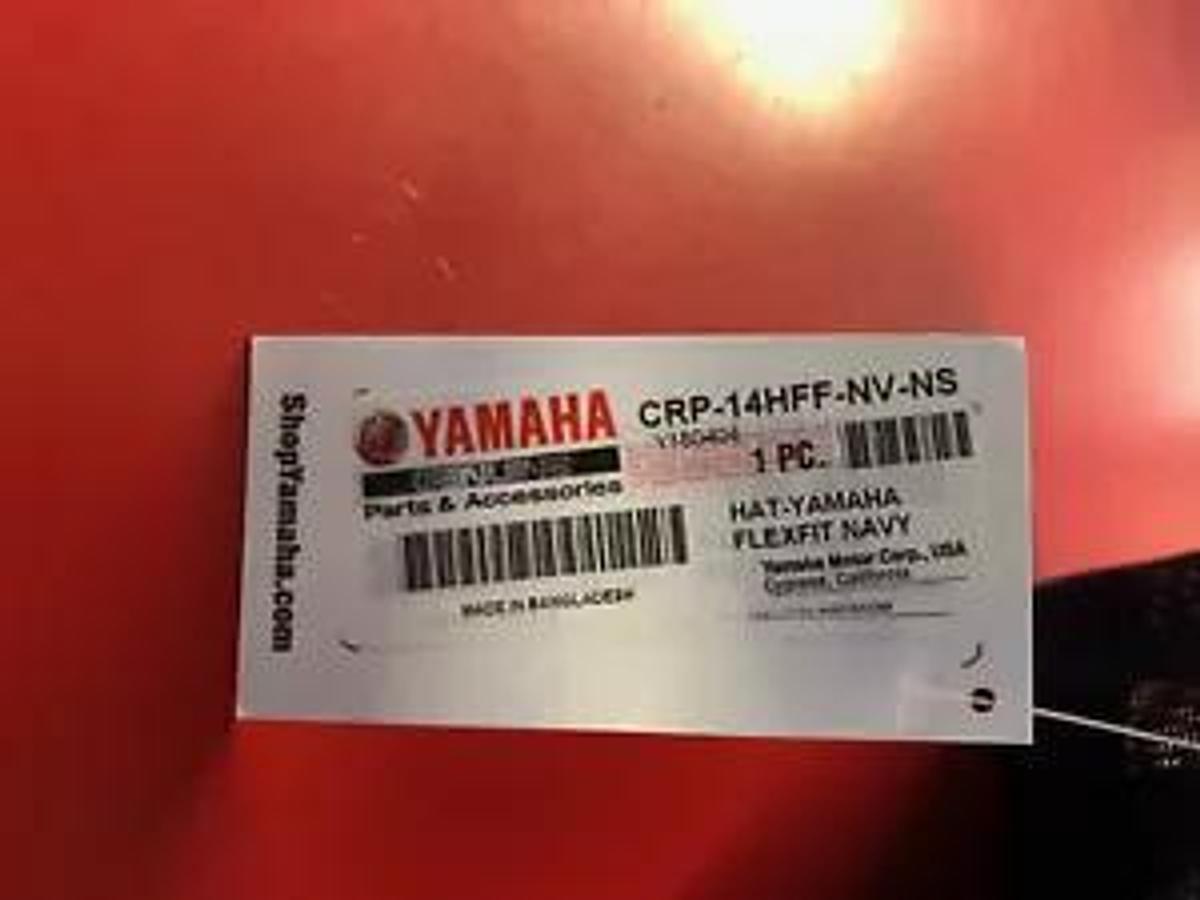 ShopYamaha.com
YAMAHA
Parts & Accessories
MADE IN BANGLADESH
CRP-14HFF-NV-NS
1 PC.
HAT-YAMAHA
FLEXFIT NAVY
Yamaha Motor Corp., USA
Cypress, California